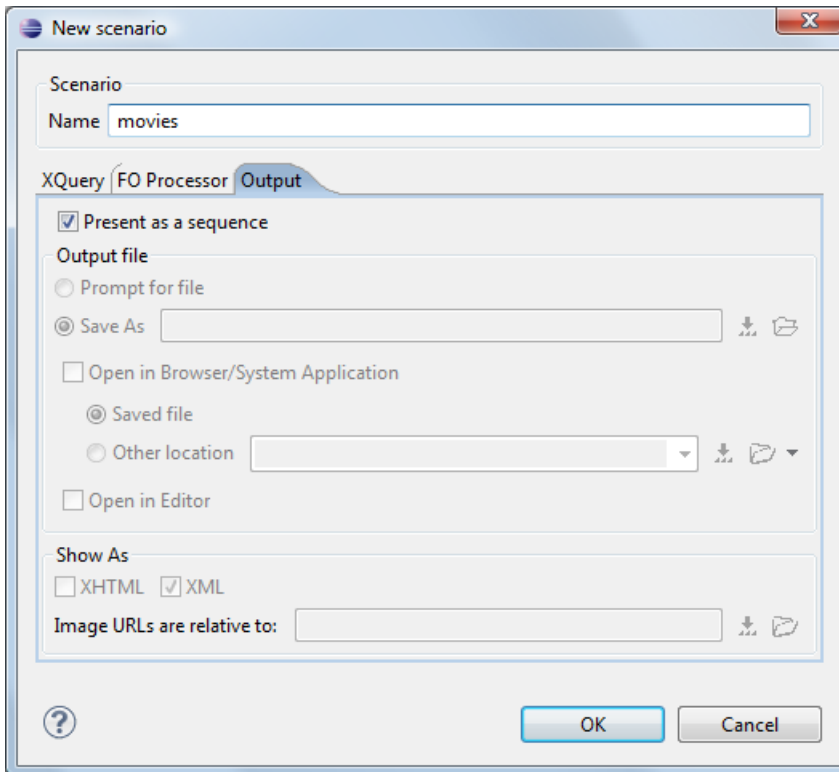 New scenario
Scenario
Name movies
XQuery FO Processor Output
Present as a sequence
Output file
Prompt for file
Save As
Open in Browser/System Application
Saved file
Other location
Open in Editor
Show As
XHTML XML
Image URLs are relative to:
? OK Cancel